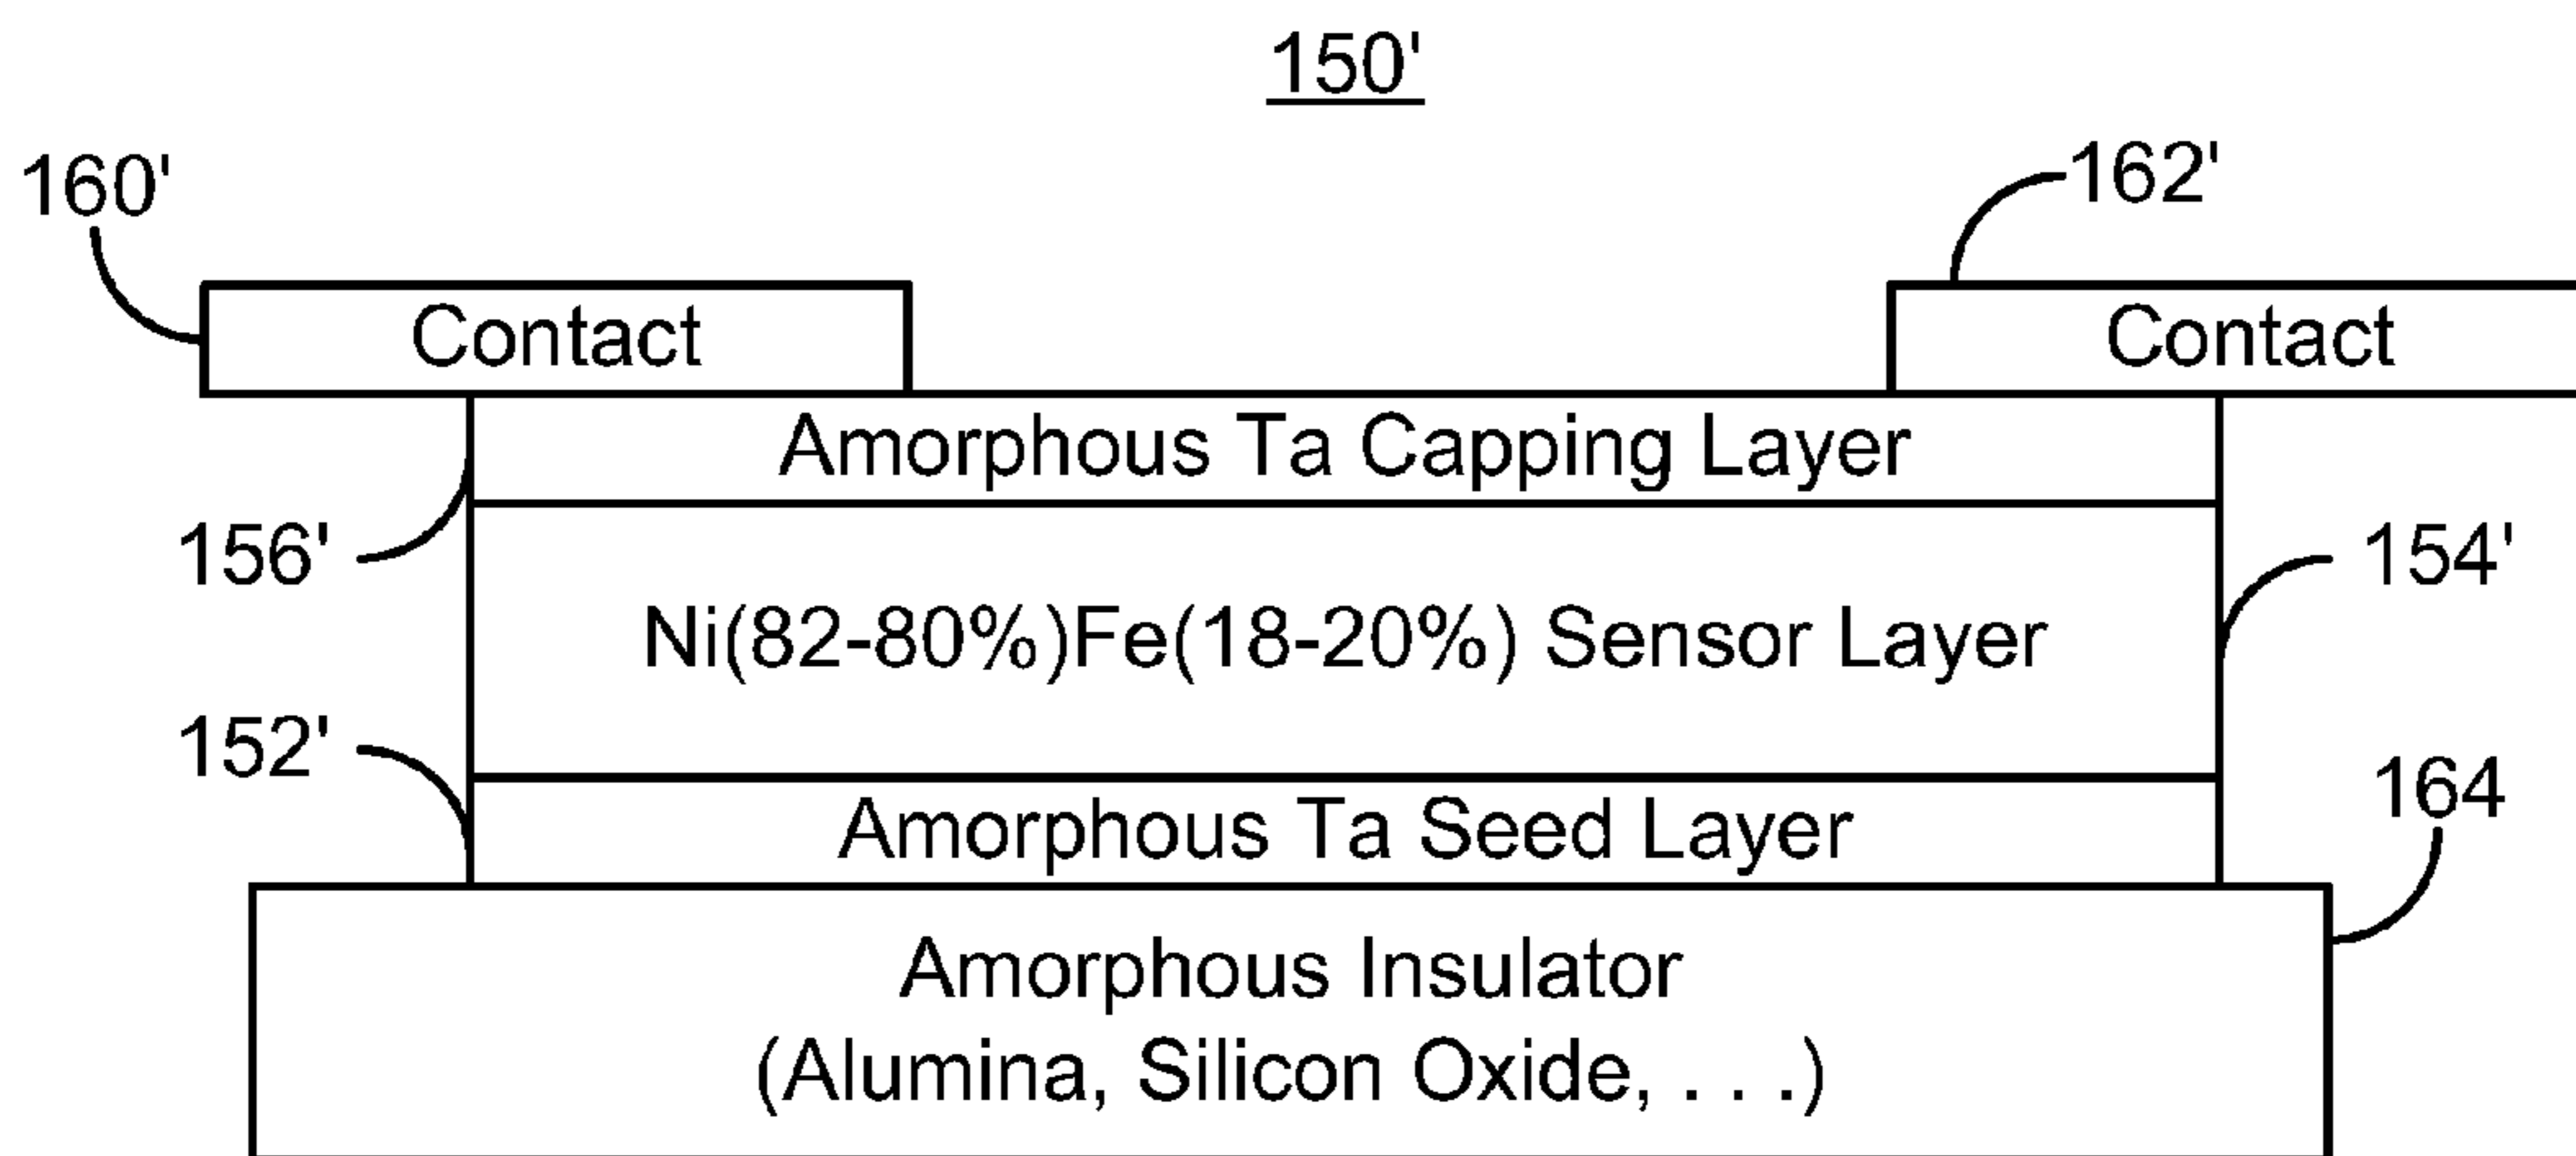 150'
160'
162'
Contact
Contact
Amorphous Ta Capping Layer
156'
154'
Ni(82-80%)Fe(18-20%) Sensor Layer
152'
Amorphous Ta Seed Layer
164
Amorphous Insulator
(Alumina, Silicon Oxide, . . .)